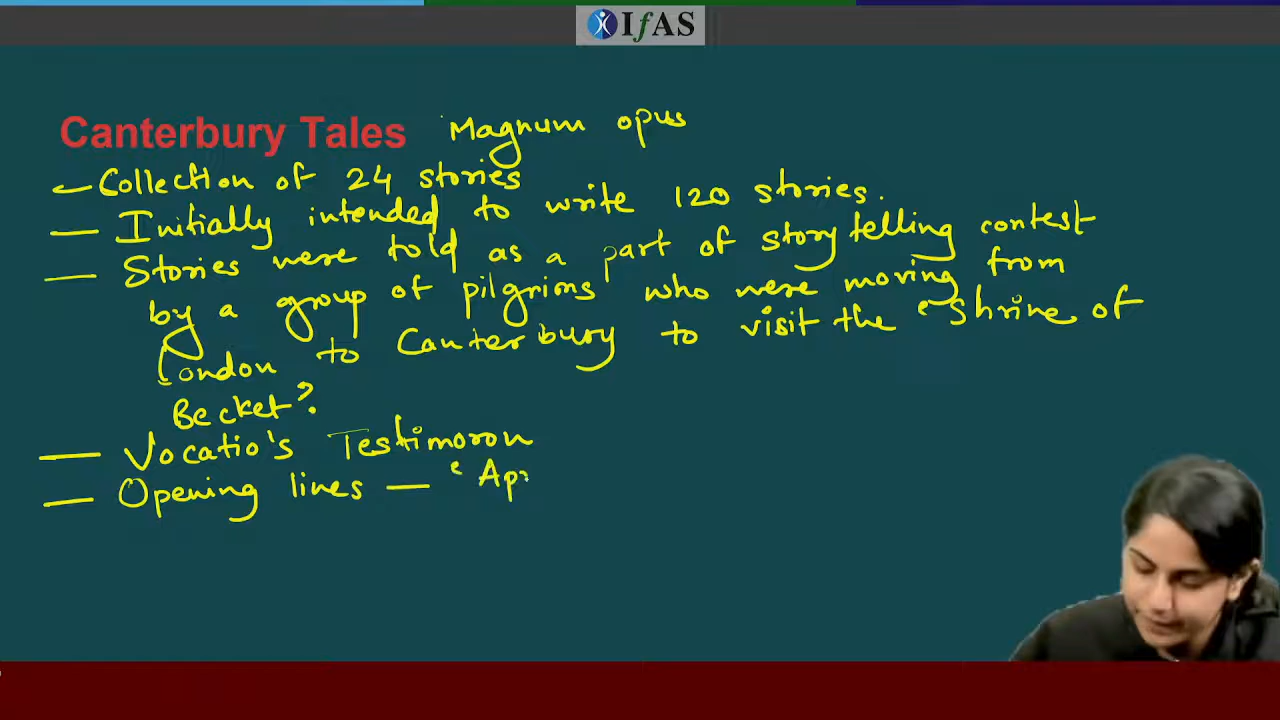 IfAS
Canterbury Tales Magnum opus
– Collection of 24 stories
– Initially intended to write 120 stories.
– Stories were told as a part of story telling contest
by a group of pilgrims who were moving from
London to Canterbury to visit the 'Shrine of
Becket'.
– Vocatio's Testimoron
– Opening lines – 'Ap